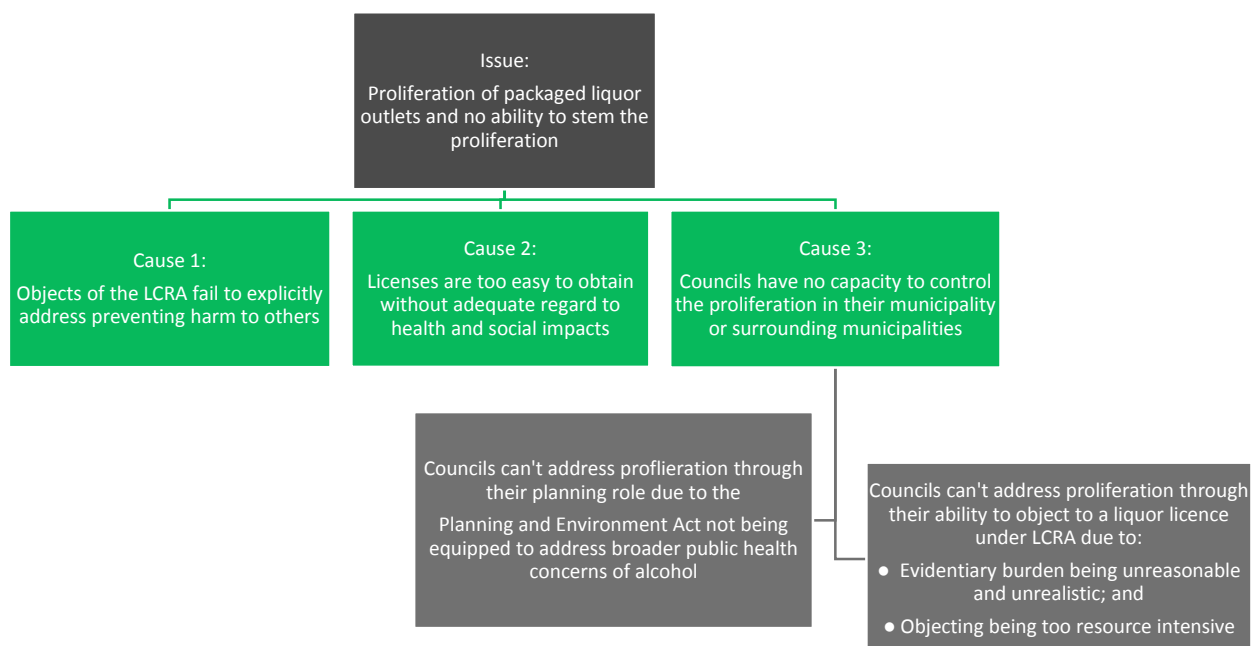 Issue:
Proliferation of packaged liquor
outlets and no ability to stem the
proliferation
Cause 1:
Objects of the LCRA fail to explicitly
address preventing harm to others
Cause 2:
Licenses are too easy to obtain
without adequate regard to
health and social impacts
Cause 3:
Councils have no capacity to control
the proliferation in their municipality
or surrounding municipalities
Councils can't address proflieration through
their planning role due to the
Planning and Environment Act not being
equipped to address broader public health
concerns of alcohol
Councils can't address proliferation through
their ability to object to a liquor licence
under LCRA due to:
● Evidentiary burden being unreasonable
and unrealistic; and
● Objecting being too resource intensive